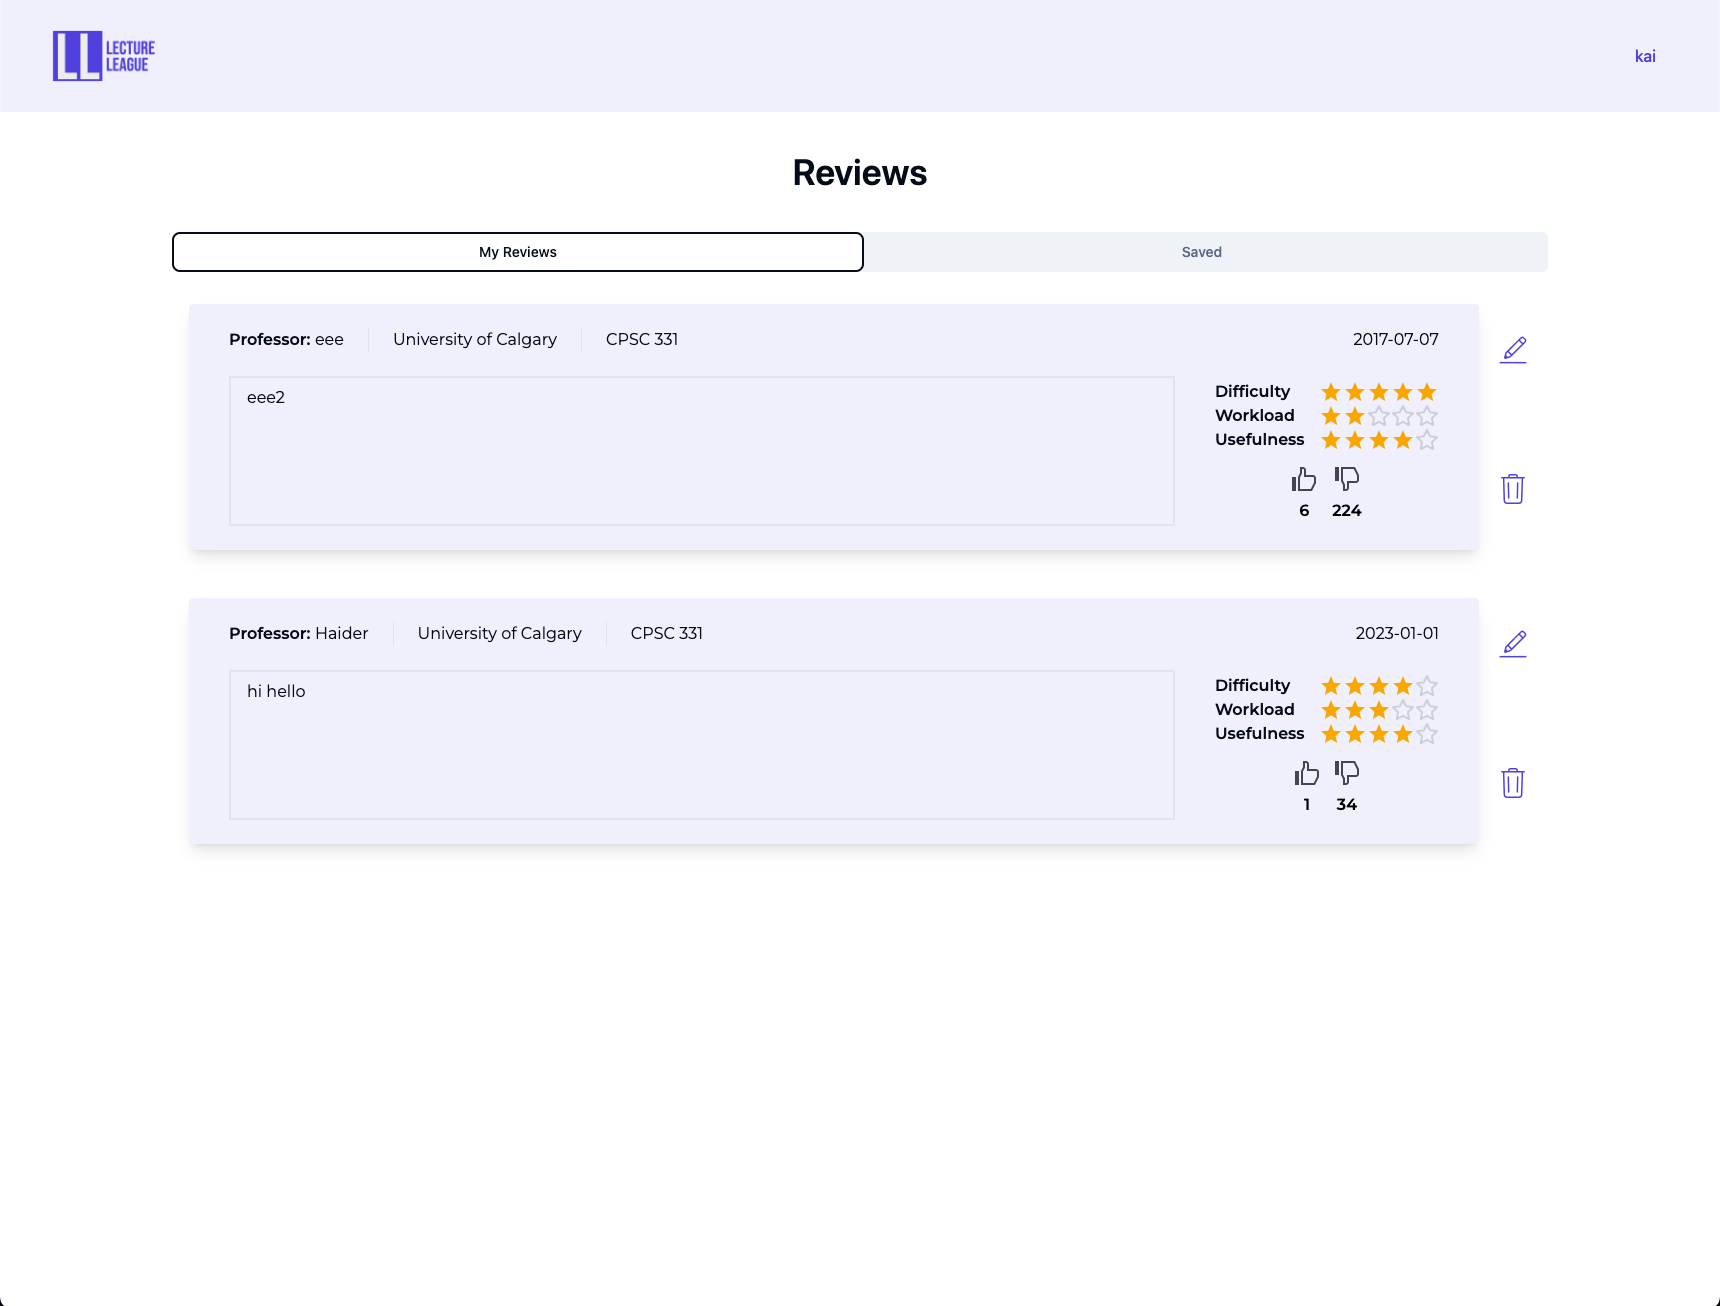 LECTURE
LEAGUE
kai
Reviews
My Reviews Saved
Professor: eee University of Calgary CPSC 331 2017-07-07
eee2
Difficulty
Workload
Usefulness
6 224
Professor: Haider University of Calgary CPSC 331 2023-01-01
hi hello
Difficulty
Workload
Usefulness
1 34